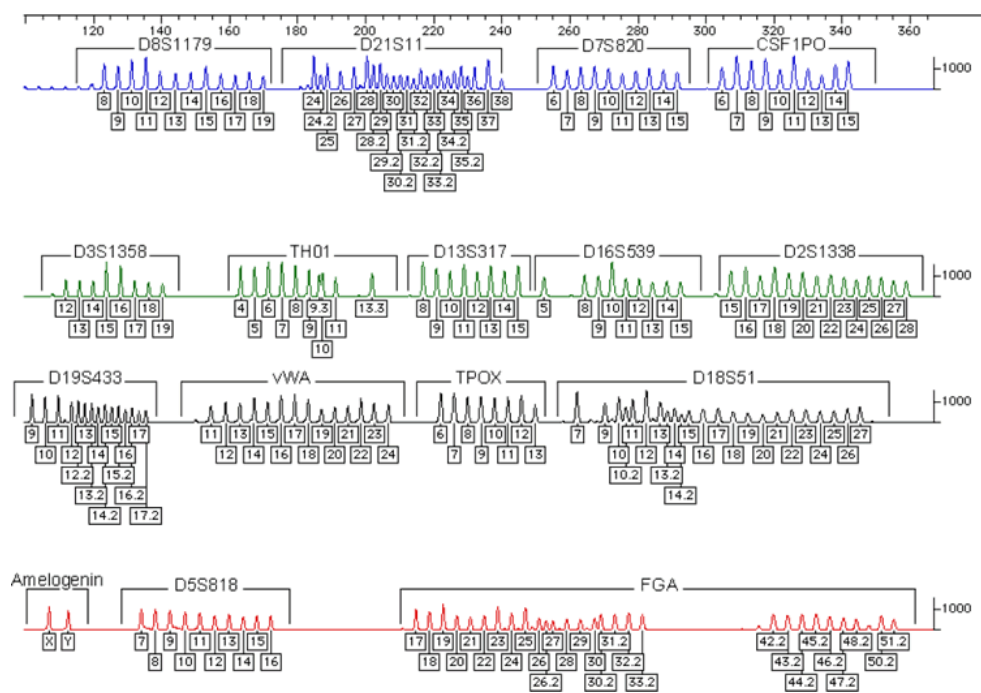 120 140 160 180 200 220 240 260 280 300 320 340 360
D8S1179 D21S11 D7S820 CSF1PO
1000
8 10 12 14 16 18 24 26 28 30 32 34 36 38 6 8 10 12 14 6 8 10 12 14
9 11 13 15 17 19 24.2 27 29 31 33 35 37 7 9 11 13 15 7 9 11 13 15
25 28.2 31.2 34.2
29.2 32.2 35.2
30.2 33.2
D3S1358 TH01 D13S317 D16S539 D2S1338
1000
12 14 16 18 4 6 8 9.3 13.3 8 10 12 14 5 8 10 12 14 15 17 19 21 23 25 27
13 15 17 19 5 7 9 11 9 11 13 15 9 11 13 15 16 18 20 22 24 26 28
10
D19S433 vWA TPOX D18S51
1000
9 11 13 15 17 11 13 15 17 19 21 23 6 8 10 12 7 9 11 13 15 17 19 21 23 25 27
10 12 14 16 12 14 16 18 20 22 24 7 9 11 13 10 12 14 16 18 20 22 24 26
12.2 15.2 10.2 13.2
13.2 16.2 14.2
14.2 17.2
Amelogenin D5S818 FGA
1000
X Y 7 9 11 13 15 17 19 21 23 25 27 29 31.2 42.2 45.2 48.2 51.2
8 10 12 14 16 18 20 22 24 26 28 30 32.2 43.2 46.2 50.2
26.2 30.2 33.2 44.2 47.2